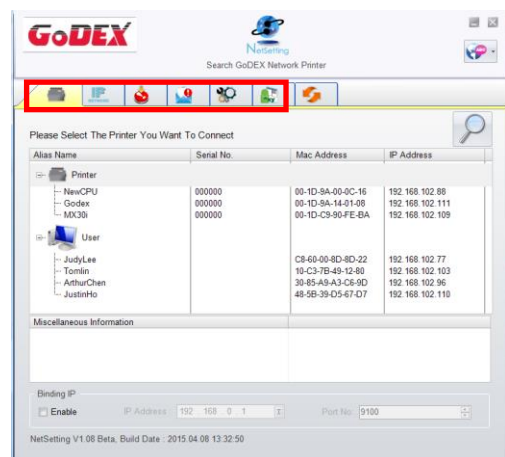 GODEX
NetSetting
Search GoDEX Network Printer
IP
Please Select The Printer You Want To Connect
Alias Name Serial No. Mac Address IP Address
Printer
NewCPU 000000 00-1D-9A-00-0C-16 192.168.102.88
Godex 000000 00-1D-9A-14-01-08 192.168.102.111
MX30i 000000 00-1D-C9-90-FE-BA 192.168.102.109
User
JudyLee C8-60-00-8D-8D-22 192.168.102.77
Tomlin 10-C3-7B-49-12-80 192.168.102.103
ArthurChen 30-85-A9-A3-C6-9D 192.168.102.96
JustinHo 48-5B-39-D5-67-D7 192.168.102.110
Miscellaneous Information
Binding IP
Enable IP Address : 192 . 168 . 0 . 1 Port No. 9100
NetSetting V1.08 Beta, Build Date : 2015.04.08 13:32:50